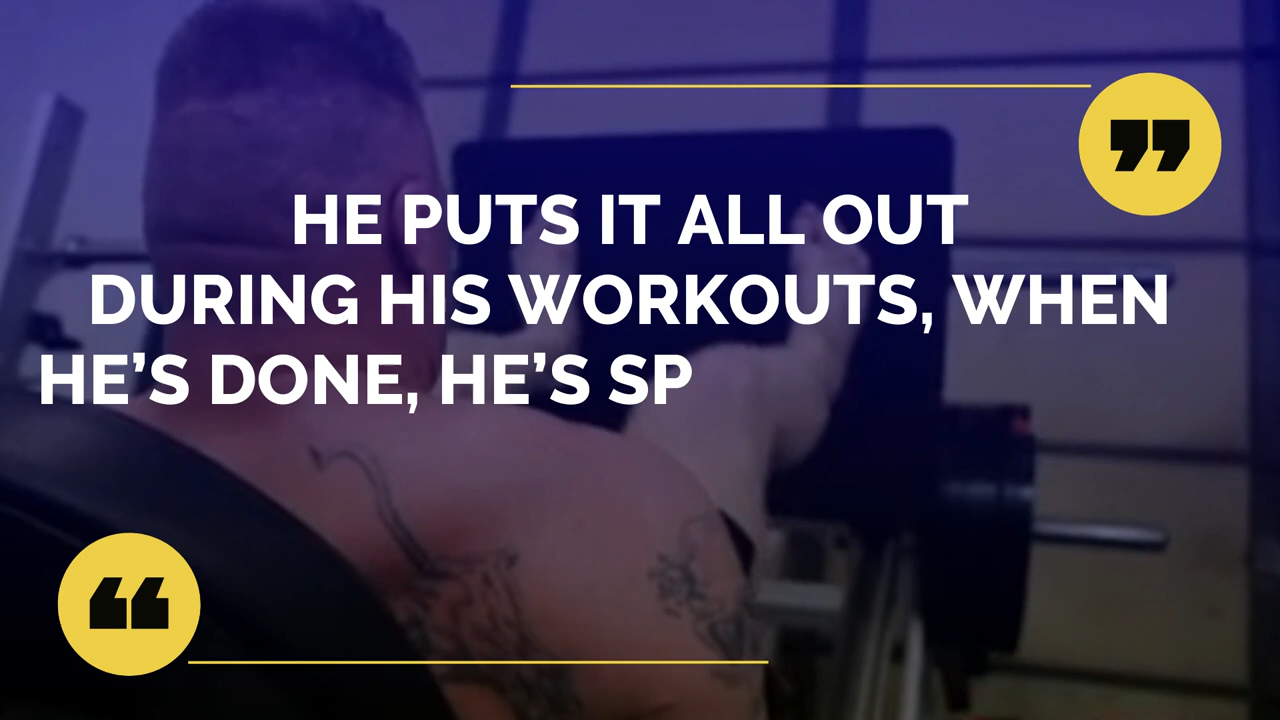 HE PUTS IT ALL OUT
DURING HIS WORKOUTS, WHEN
HE’S DONE, HE’S SP